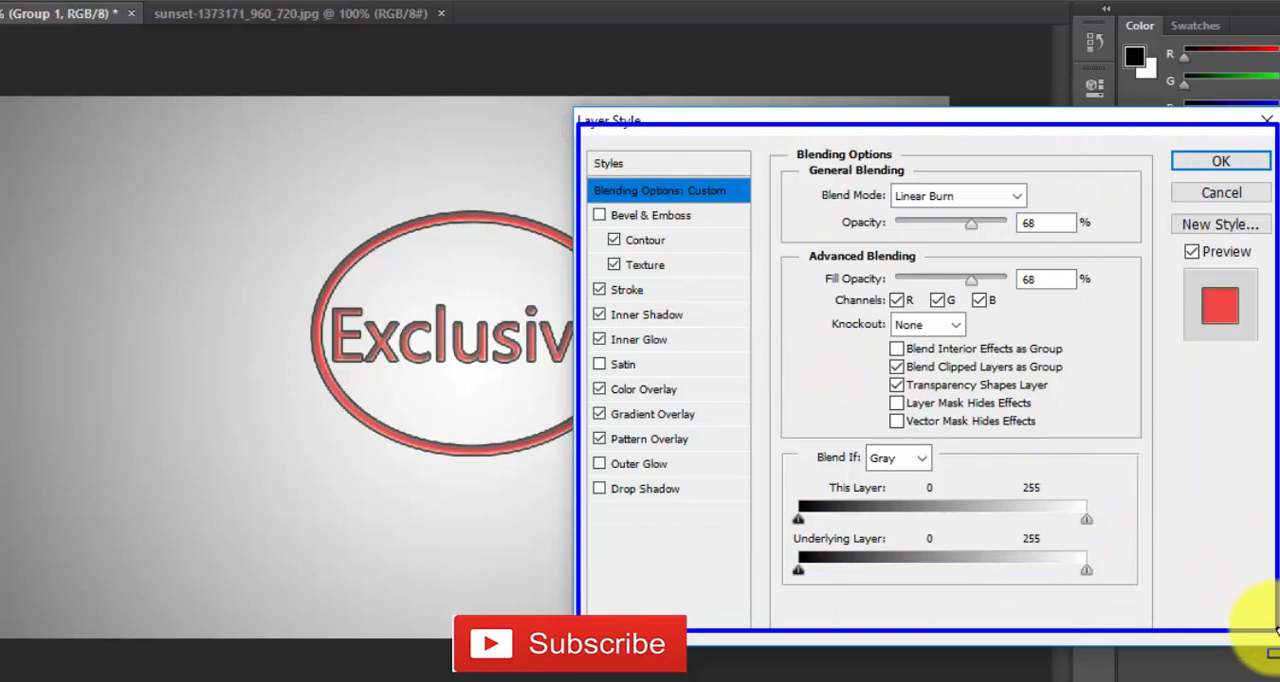 % (Group 1, RGB/8) * ×
sunset-1373171_960_720.jpg @ 100% (RGB/8#) ×
Color Swatches
R
G
Layer Style
Styles
Blending Options: Custom
Bevel & Emboss
Contour
Texture
Stroke
Inner Shadow
Inner Glow
Satin
Color Overlay
Gradient Overlay
Pattern Overlay
Outer Glow
Drop Shadow
Blending Options
General Blending
Blend Mode: Linear Burn
Opacity: 68 %
Advanced Blending
Fill Opacity: 68 %
Channels: R G B
Knockout: None
Blend Interior Effects as Group
Blend Clipped Layers as Group
Transparency Shapes Layer
Layer Mask Hides Effects
Vector Mask Hides Effects
Blend If: Gray
This Layer: 0 255
Underlying Layer: 0 255
OK
Cancel
New Style...
Preview
Exclusiv
Subscribe